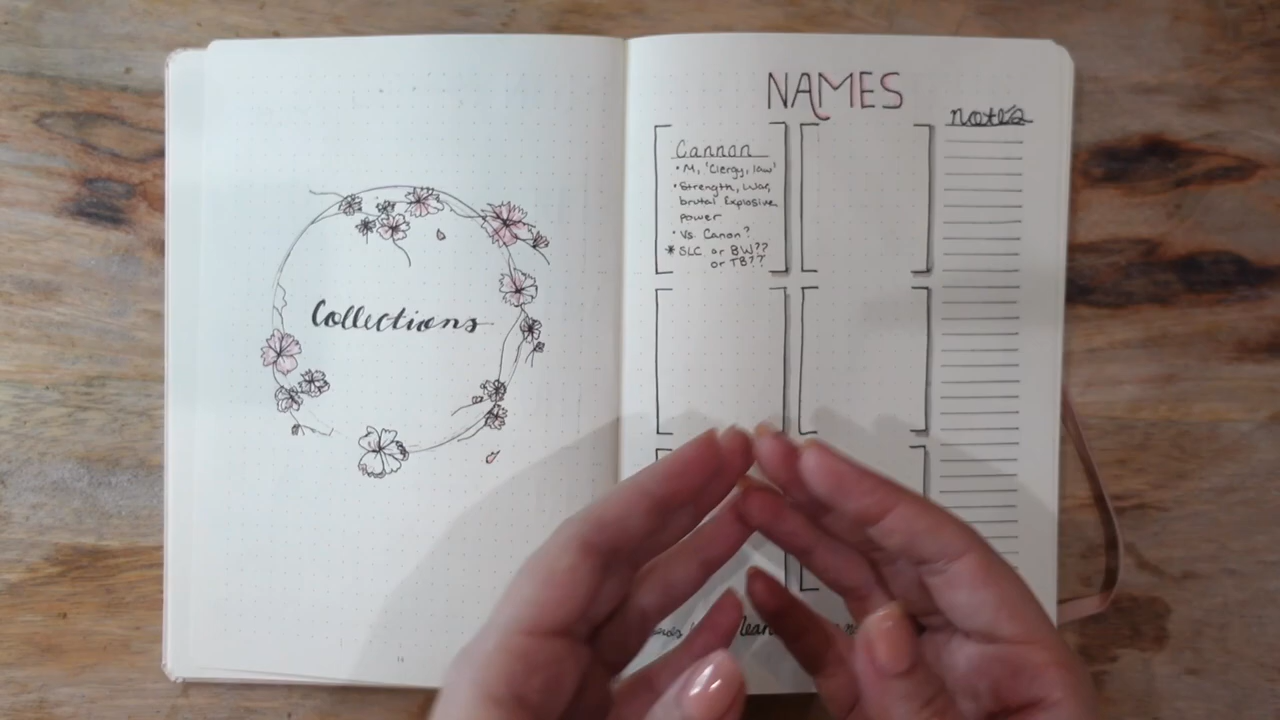 Collections
NAMES
notes
Cannon
• M, 'Clergy, law'
• Strength, War,
brutal Explosive
power
• Vs. Canon?
* SLC or BW??
or TB??